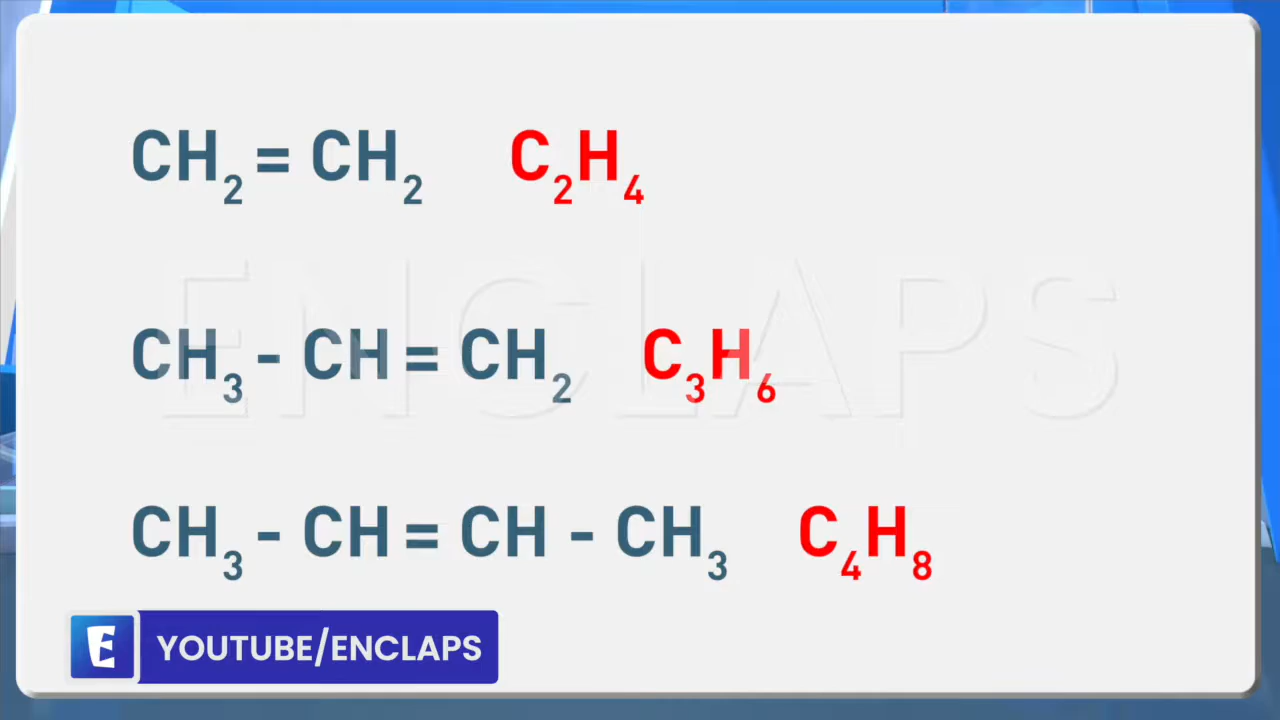 CH₂ = CH₂ C₂H₄
ENCLAPS
CH₃ - CH = CH₂ C₃H₆
CH₃ - CH = CH - CH₃ C₄H₈
E YOUTUBE/ENCLAPS